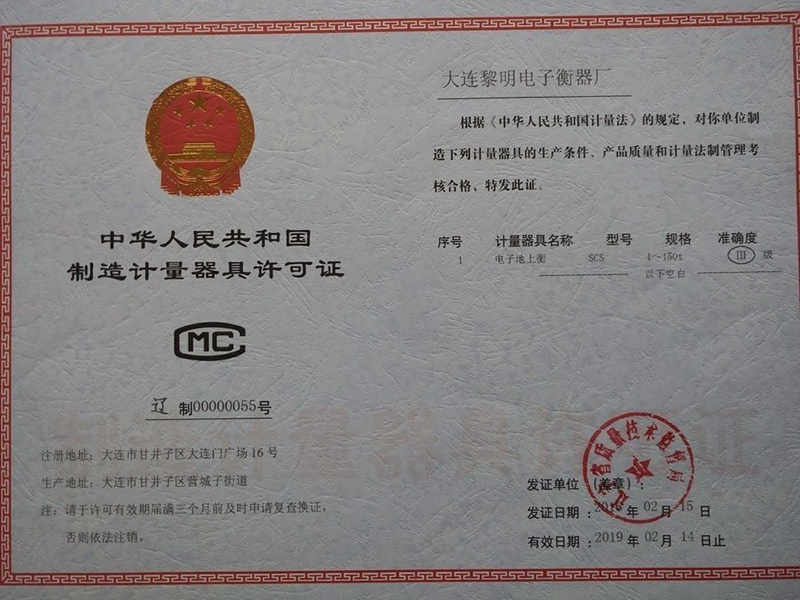 中华人民共和国
制造计量器具许可证
CMC
辽 制00000055号
注册地址：大连市甘井子区大连门广场16号
生产地址：大连市甘井子区营城子街道
注：请于许可有效期届满三个月前及时申请复查换证，
否则依法注销。
大连黎明电子衡器厂
根据《中华人民共和国计量法》的规定，对你单位制
造下列计量器具的生产条件、产品质量和计量法制管理考
核合格，特发此证。
序号 计量器具名称 型号 规格 准确度
1 电子地上衡 SCS 1～150t III 级
以下空白
省质量技术监督局
发证单位（盖章）：
发证日期：年 02 月 15 日
有效日期：2019 年 02 月 14 日止